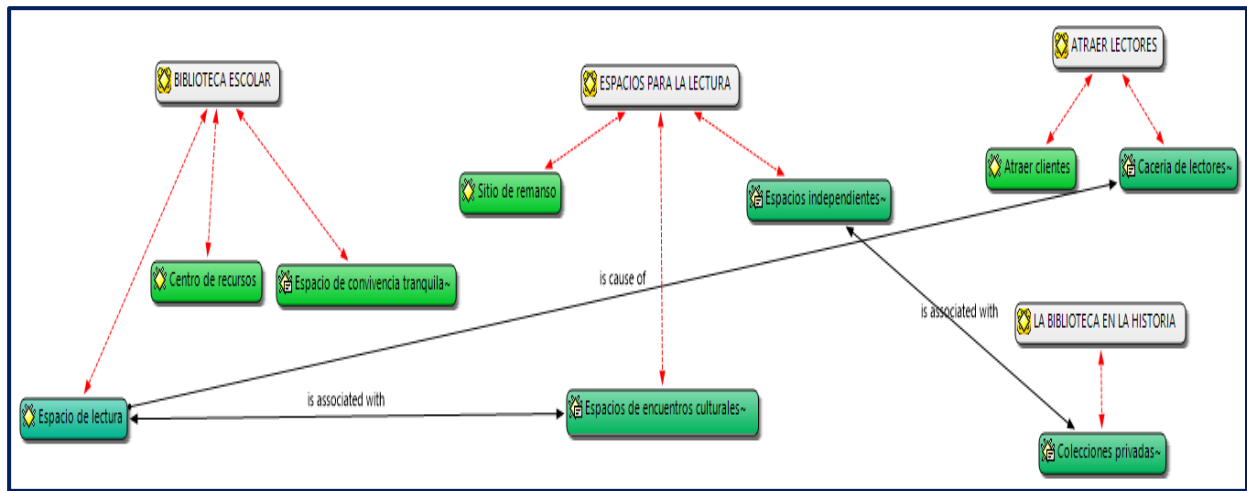 ATRAER LECTORES
BIBLIOTECA ESCOLAR
ESPACIOS PARA LA LECTURA
Atraer clientes
Caceria de lectores~
Sitio de remanso
Espacios independientes~
Centro de recursos
Espacio de convivencia tranquila~
is cause of
is associated with
LA BIBLIOTECA EN LA HISTORIA
is associated with
Espacio de lectura
Espacios de encuentros culturales~
Colecciones privadas~